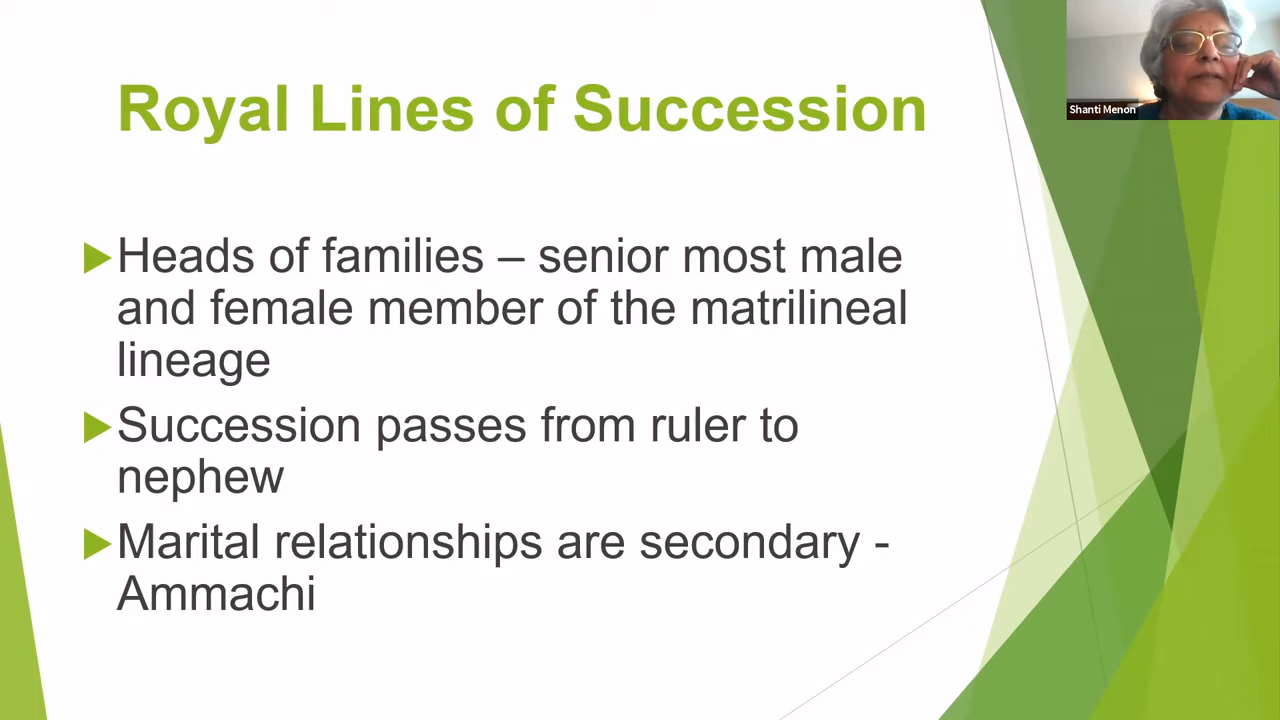 Royal Lines of Succession
Shanti Menon
Heads of families – senior most male
and female member of the matrilineal
lineage
Succession passes from ruler to
nephew
Marital relationships are secondary -
Ammachi